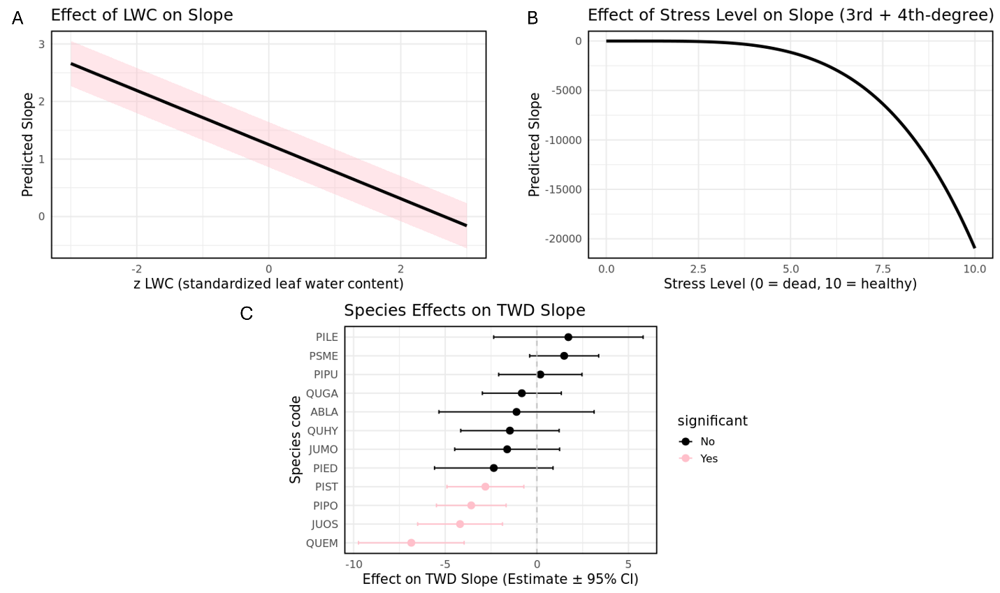 A
Effect of LWC on Slope
Predicted Slope
3
2
1
0
-2
0
2
z LWC (standardized leaf water content)
B
Effect of Stress Level on Slope (3rd + 4th-degree)
Predicted Slope
0
-5000
-10000
-15000
-20000
0.0
2.5
5.0
7.5
10.0
Stress Level (0 = dead, 10 = healthy)
C
Species Effects on TWD Slope
Species code
PILE
PSME
PIPU
QUGA
ABLA
QUHY
JUMO
PIED
PIST
PIPO
JUOS
QUEM
-10
-5
0
5
Effect on TWD Slope (Estimate ± 95% CI)
significant
No
Yes